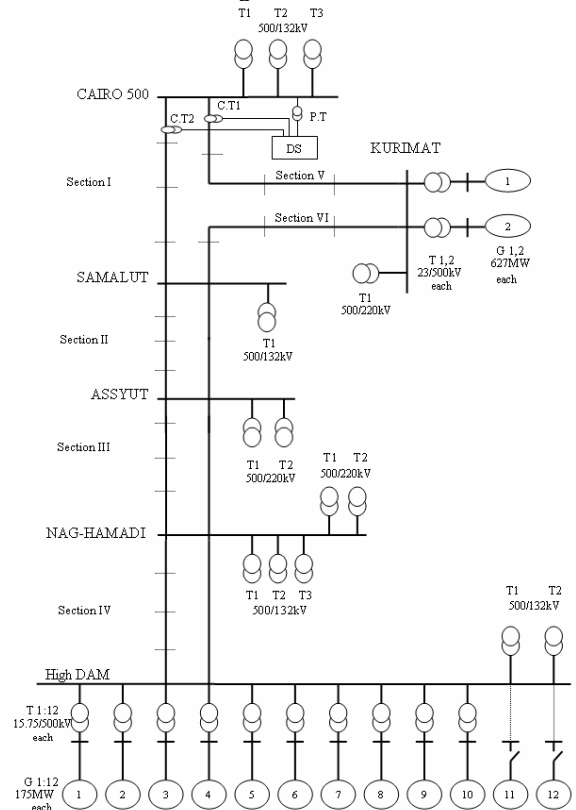 T1 T2 T3
500/132kV
CAIRO 500
C.T1
C.T2
P.T
DS
KURIMAT
Section I
Section V
1
Section VI
2
T 1,2
23/500kV
each
G 1,2
627MW
each
SAMALUT
T1
500/220kV
T1
500/132kV
Section II
ASSYUT
Section III
T1 T2
500/220kV
T1 T2
500/220kV
NAG-HAMADI
T1 T2 T3
500/132kV
Section IV
T1 T2
500/132kV
High DAM
T 1:12
15.75/500kV
each
G 1:12
175MW
each
1 2 3 4 5 6 7 8 9 10 11 12